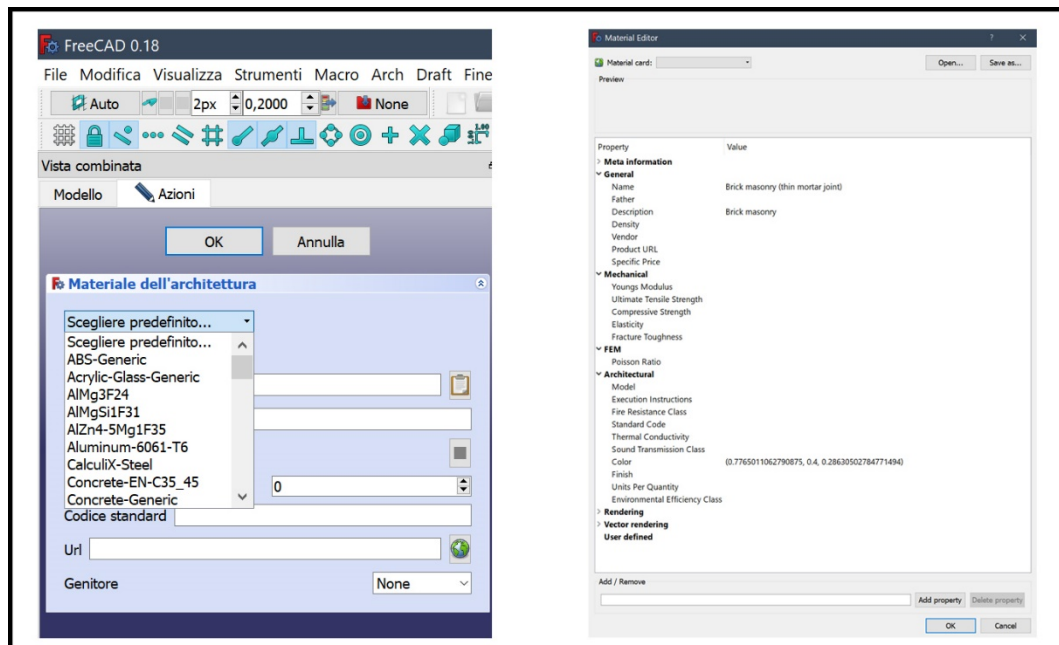 FreeCAD 0.18
File Modifica Visualizza Strumenti Macro Arch Draft Fine
Auto 2px 0,2000 None
1.00
Vista combinata
Modello Azioni
OK Annulla
Materiale dell'architettura
Scegliere predefinito...
Scegliere predefinito...
ABS-Generic
Acrylic-Glass-Generic
AlMg3F24
AlMgSi1F31
AlZn4-5Mg1F35
Aluminum-6061-T6
CalculiX-Steel
Concrete-EN-C35_45
0
Concrete-Generic
Codice standard
Url
Genitore None
Material Editor
Material card: Open... Save as...
Preview
Property Value
Meta information
General
Name Brick masonry (thin mortar joint)
Father
Description Brick masonry
Density
Vendor
Product URL
Specific Price
Mechanical
Youngs Modulus
Ultimate Tensile Strength
Compressive Strength
Elasticity
Fracture Toughness
FEM
Poisson Ratio
Architectural
Model
Execution Instructions
Fire Resistance Class
Standard Code
Thermal Conductivity
Sound Transmission Class
Color (0.7765011062790875, 0.4, 0.28630502784771494)
Finish
Units Per Quantity
Environmental Efficiency Class
Rendering
Vector rendering
User defined
Add / Remove
Add property Delete property
OK Cancel